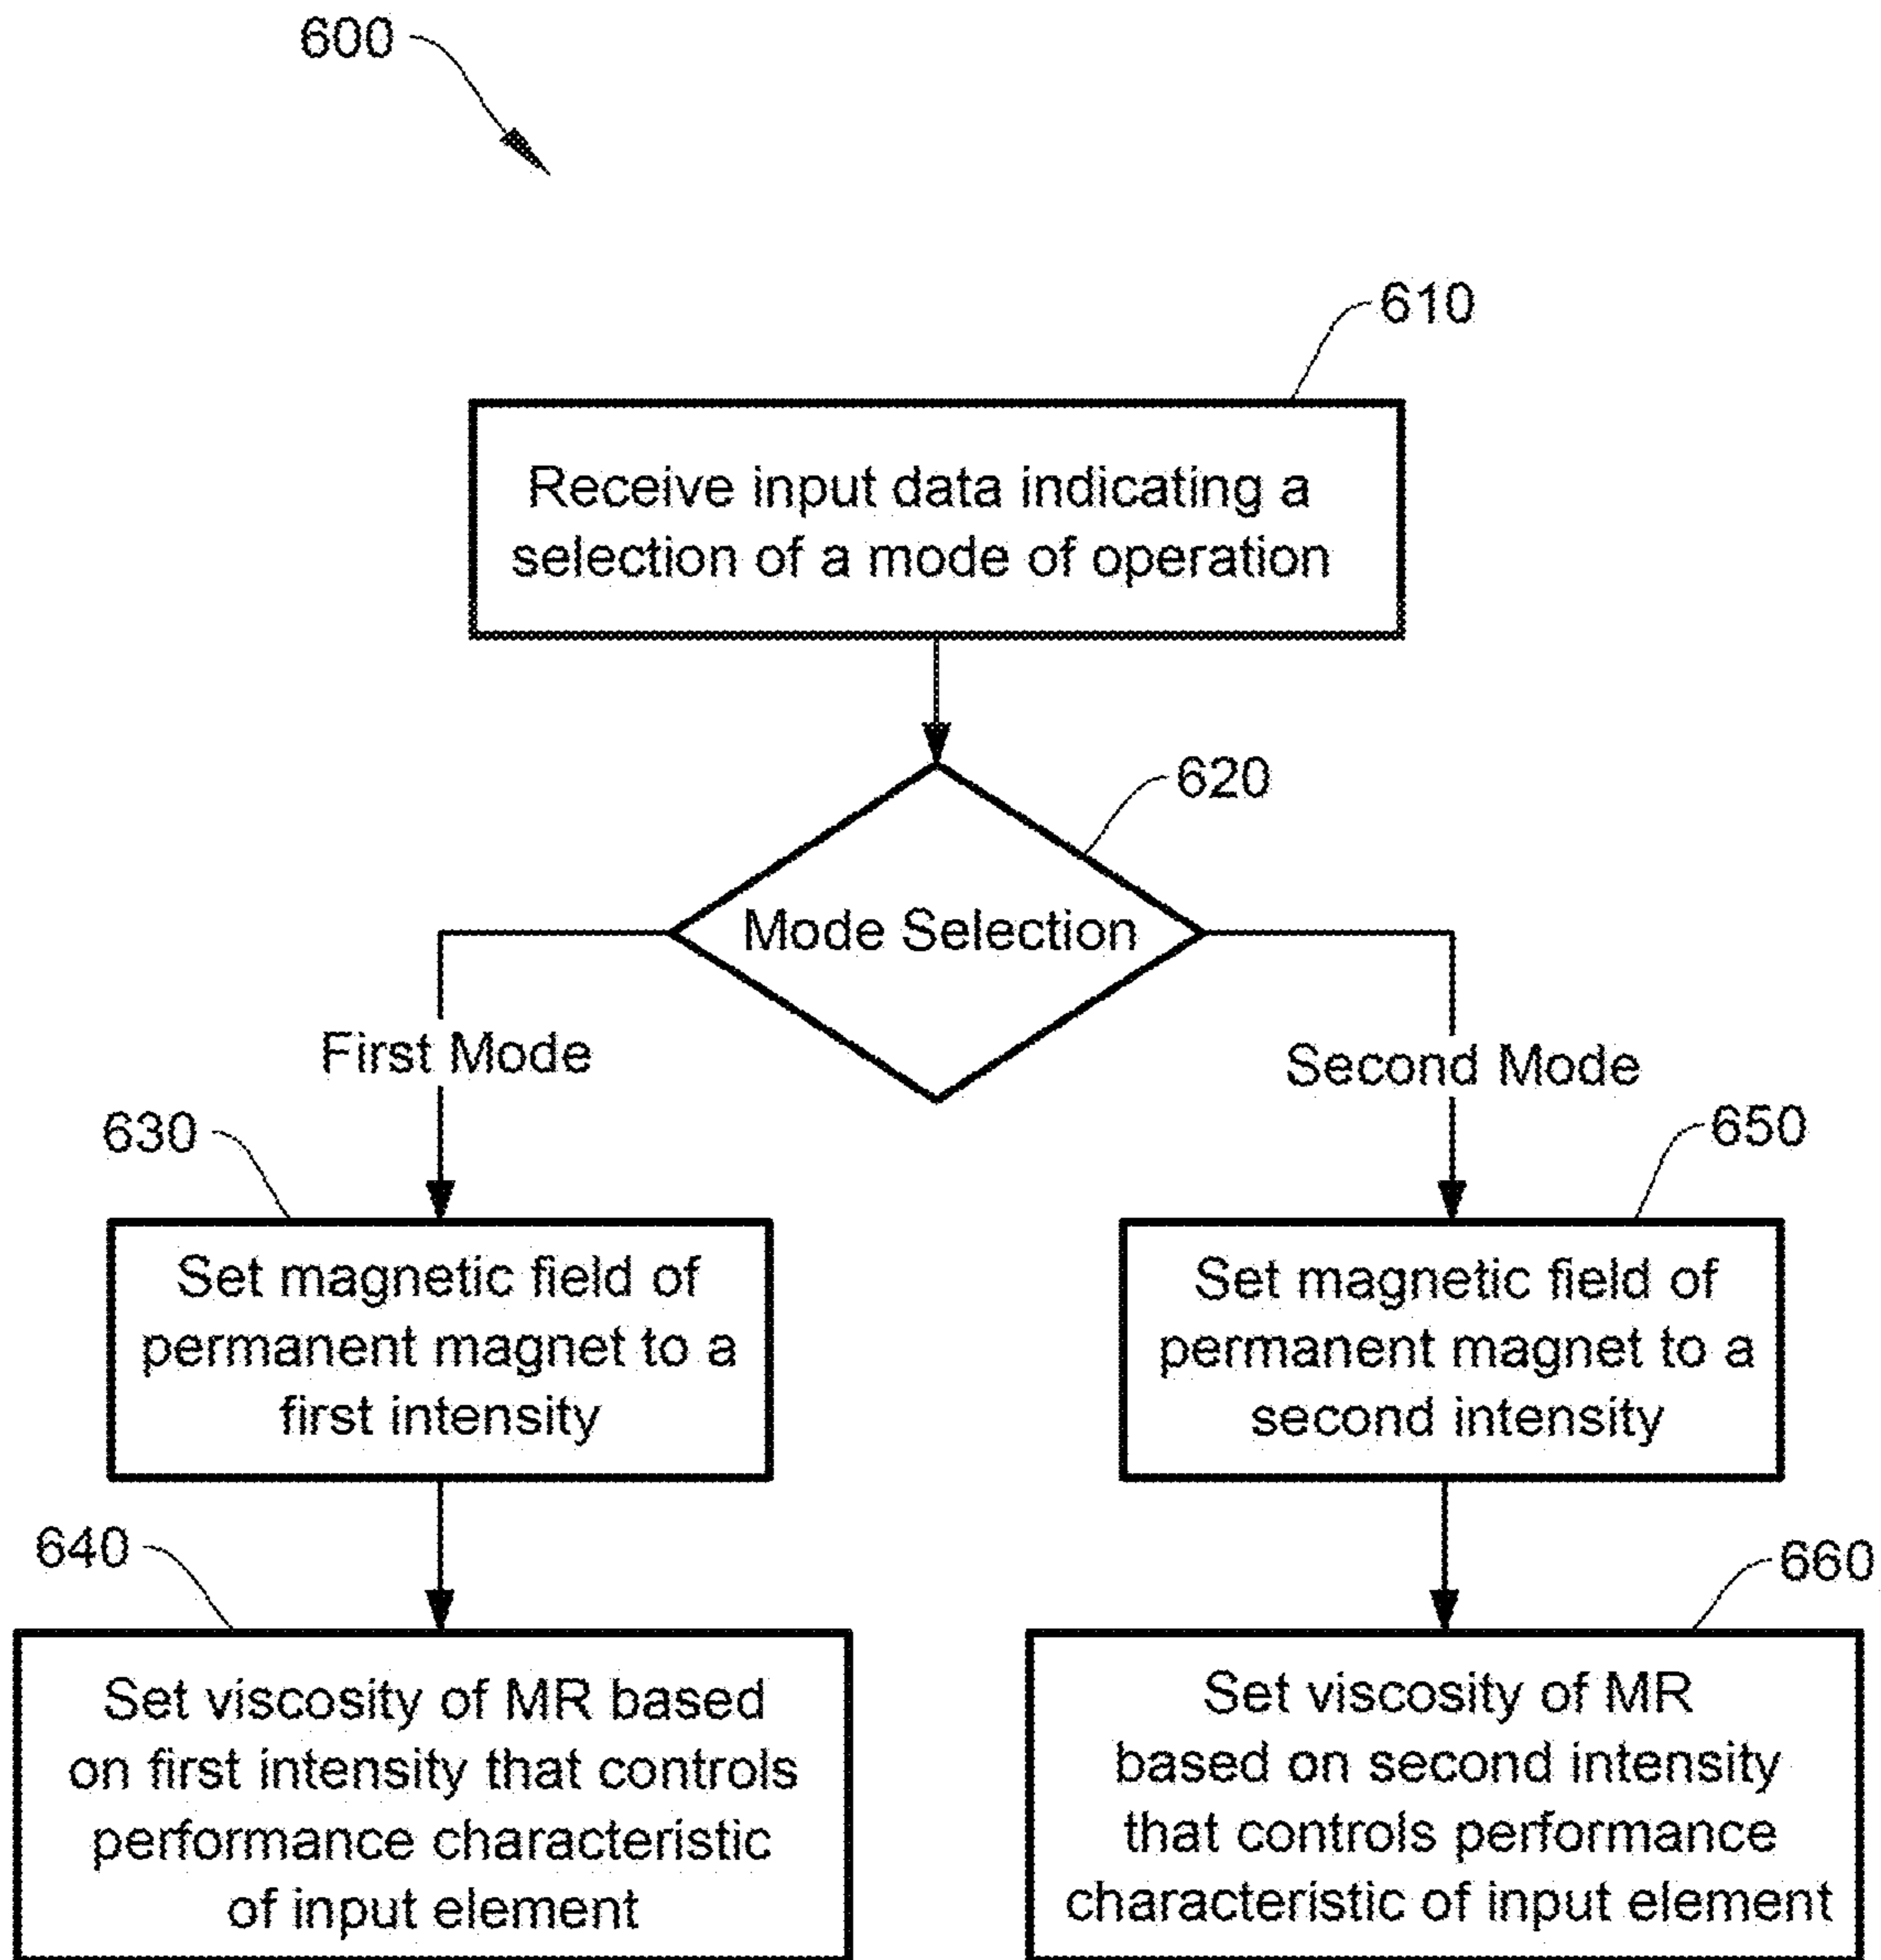 600
610
Receive input data indicating a
selection of a mode of operation
620
Mode Selection
First Mode
Second Mode
630
650
Set magnetic field of
permanent magnet to a
first intensity
Set magnetic field of
permanent magnet to a
second intensity
640
660
Set viscosity of MR based
on first intensity that controls
performance characteristic
of input element
Set viscosity of MR
based on second intensity
that controls performance
characteristic of input element